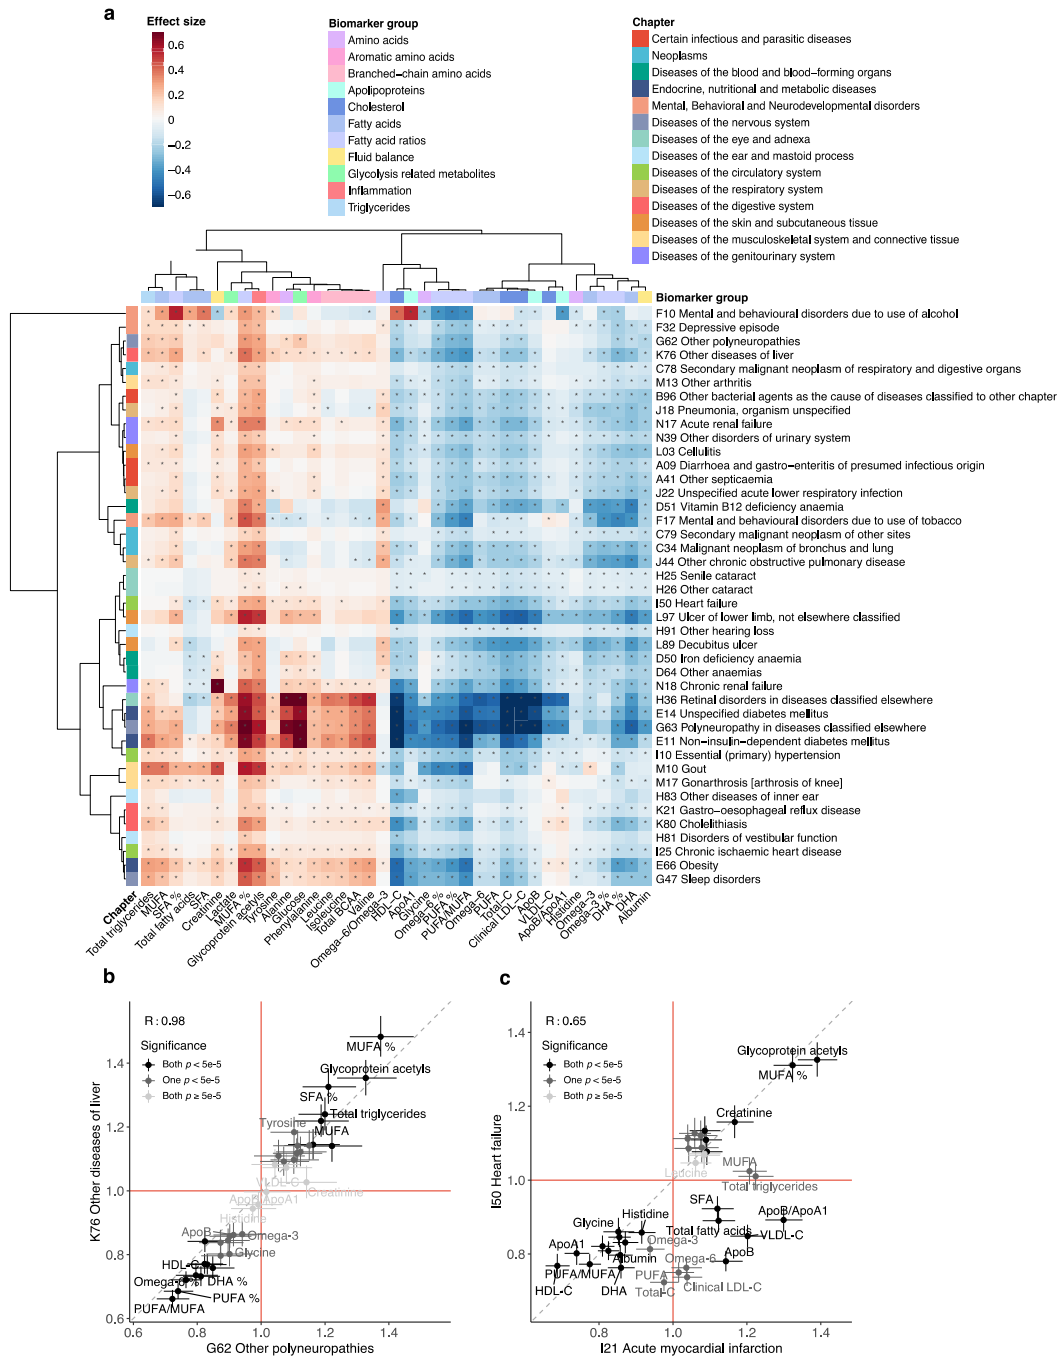 a
Effect size
0.6
0.4
0.2
0
−0.2
−0.4
−0.6
Biomarker group
Amino acids
Aromatic amino acids
Branched−chain amino acids
Apolipoproteins
Cholesterol
Fatty acids
Fatty acid ratios
Fluid balance
Glycolysis related metabolites
Inflammation
Triglycerides
Chapter
Certain infectious and parasitic diseases
Neoplasms
Diseases of the blood and blood−forming organs
Endocrine, nutritional and metabolic diseases
Mental, Behavioral and Neurodevelopmental disorders
Diseases of the nervous system
Diseases of the eye and adnexa
Diseases of the ear and mastoid process
Diseases of the circulatory system
Diseases of the respiratory system
Diseases of the digestive system
Diseases of the skin and subcutaneous tissue
Diseases of the musculoskeletal system and connective tissue
Diseases of the genitourinary system
Biomarker group
F10 Mental and behavioural disorders due to use of alcohol
F32 Depressive episode
G62 Other polyneuropathies
K76 Other diseases of liver
C78 Secondary malignant neoplasm of respiratory and digestive organs
M13 Other arthritis
B96 Other bacterial agents as the cause of diseases classified to other chapter
J18 Pneumonia, organism unspecified
N17 Acute renal failure
N39 Other disorders of urinary system
L03 Cellulitis
A09 Diarrhoea and gastro−enteritis of presumed infectious origin
A41 Other septicaemia
J22 Unspecified acute lower respiratory infection
D51 Vitamin B12 deficiency anaemia
F17 Mental and behavioural disorders due to use of tobacco
C79 Secondary malignant neoplasm of other sites
C34 Malignant neoplasm of bronchus and lung
J44 Other chronic obstructive pulmonary disease
H25 Senile cataract
H26 Other cataract
I50 Heart failure
L97 Ulcer of lower limb, not elsewhere classified
H91 Other hearing loss
L89 Decubitus ulcer
D50 Iron deficiency anaemia
D64 Other anaemias
N18 Chronic renal failure
H36 Retinal disorders in diseases classified elsewhere
E14 Unspecified diabetes mellitus
G63 Polyneuropathy in diseases classified elsewhere
E11 Non−insulin−dependent diabetes mellitus
I10 Essential (primary) hypertension
M10 Gout
M17 Gonarthrosis [arthrosis of knee]
H83 Other diseases of inner ear
K21 Gastro−oesophageal reflux disease
K80 Cholelithiasis
H81 Disorders of vestibular function
I25 Chronic ischaemic heart disease
E66 Obesity
G47 Sleep disorders
Chapter
Total triglycerides
MUFA
SFA %
Total fatty acids
SFA
Creatinine
Lactate
MUFA %
Glycoprotein acetyls
Tyrosine
Alanine
Glucose
Phenylalanine
Leucine
Isoleucine
Total BCAA
Valine
Omega−6/Omega−3
HDL−C
ApoA1
Glycine
Omega−6 %
PUFA %
PUFA/MUFA
Omega−6
PUFA
Total−C
Clinical LDL−C
ApoB
VLDL−C
ApoB/ApoA1
Histidine
Omega−3
Omega−3 %
DHA %
DHA
Albumin
b
R : 0.98
Significance
Both p < 5e-5
One p < 5e-5
Both p ≥ 5e-5
K76 Other diseases of liver
1.4
1.2
1.0
0.8
0.6
MUFA %
Glycoprotein acetyls
SFA %
Total triglycerides
MUFA
Tyrosine
VLDL-C
Creatinine
ApoB/ApoA1
Histidine
ApoB
Omega-3
Glycine
HDL-C
Omega-6 %
DHA %
PUFA %
PUFA/MUFA
0.6
0.8
1.0
1.2
1.4
G62 Other polyneuropathies
c
R : 0.65
Significance
Both p < 5e-5
One p < 5e-5
Both p ≥ 5e-5
I50 Heart failure
1.4
1.2
1.0
0.8
Glycoprotein acetyls
MUFA %
Creatinine
MUFA
Leucine
Total triglycerides
SFA
ApoB/ApoA1
Histidine
Glycine
Total fatty acids
VLDL-C
Omega-3
ApoA1
Albumin
Omega-6
ApoB
PUFA/MUFA
PUFA
HDL-C
DHA
Total-C
Clinical LDL-C
0.8
1.0
1.2
1.4
I21 Acute myocardial infarction